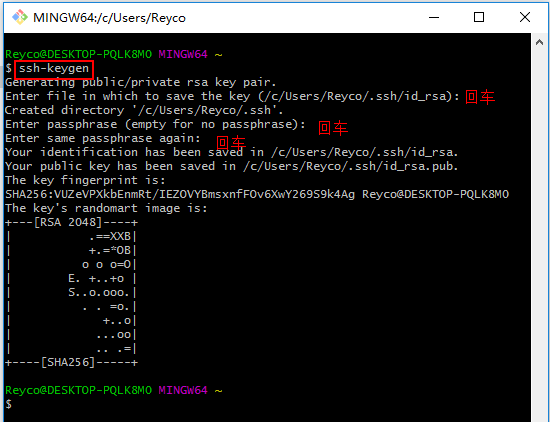 MINGW64:/c/Users/Reyco
Reyco@DESKTOP-PQLK8MO MINGW64 ~
$ ssh-keygen
Generating public/private rsa key pair.
Enter file in which to save the key (/c/Users/Reyco/.ssh/id_rsa): 回车
Created directory '/c/Users/Reyco/.ssh'.
Enter passphrase (empty for no passphrase): 回车
Enter same passphrase again: 回车
Your identification has been saved in /c/Users/Reyco/.ssh/id_rsa.
Your public key has been saved in /c/Users/Reyco/.ssh/id_rsa.pub.
The key fingerprint is:
SHA256:VUZeVPXkbEnmRt/IEZOVYBmsxnfFOv6XwY269S9k4Ag Reyco@DESKTOP-PQLK8MO
The key's randomart image is:
+---[RSA 2048]----+
|           .==XXB|
|           +.=*OB|
|          o o o=O|
|        E. +..+o |
|        S..o.ooo.|
|          . . =o.|
|             +..o|
|            ...oo|
|            .. .=|
+----[SHA256]-----+
Reyco@DESKTOP-PQLK8MO MINGW64 ~
$